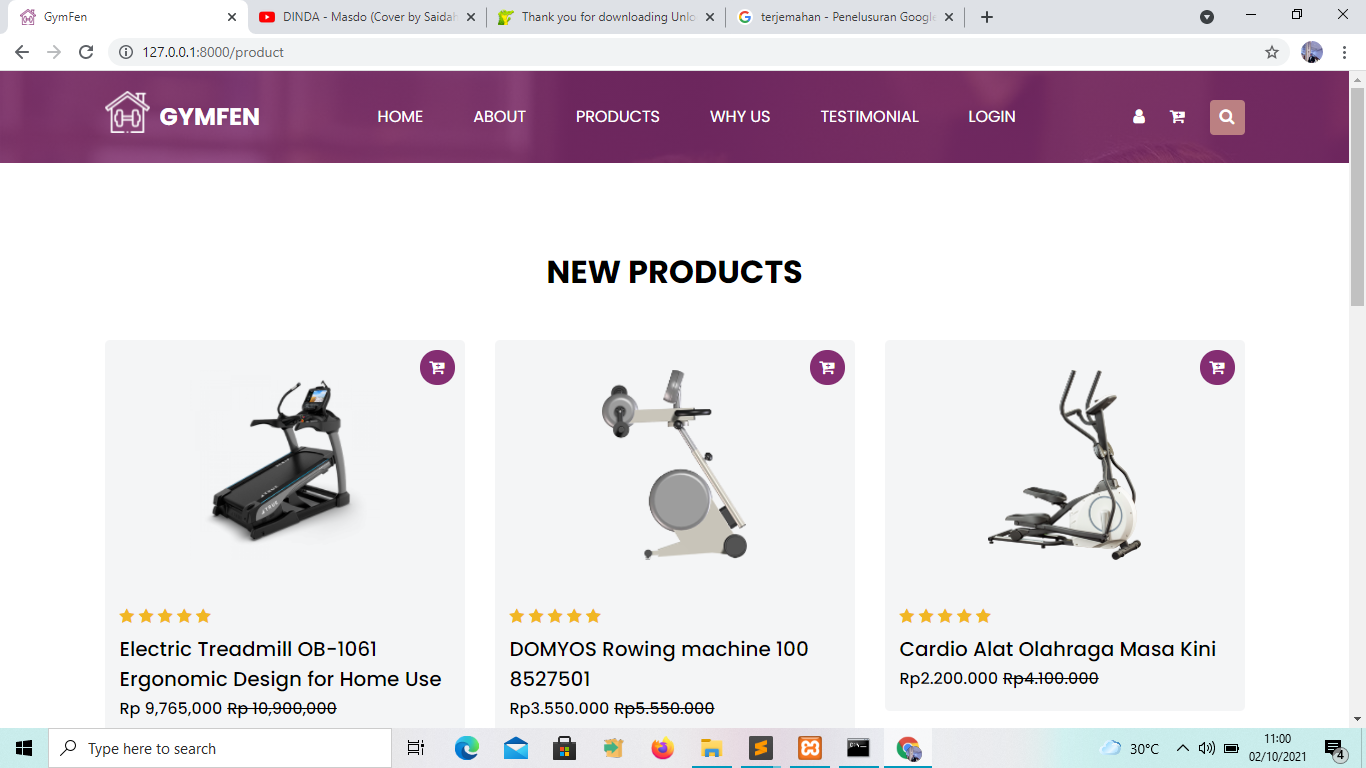 GymFen
DINDA - Masdo (Cover by Saidah
Thank you for downloading Unlo
terjemahan - Penelusuran Google
127.0.0.1:8000/product
GYMFEN
HOME
ABOUT
PRODUCTS
WHY US
TESTIMONIAL
LOGIN
NEW PRODUCTS
Electric Treadmill OB-1061
Ergonomic Design for Home Use
Rp 9,765,000 Rp 10,900,000
DOMYOS Rowing machine 100
8527501
Rp3.550.000 Rp5.550.000
Cardio Alat Olahraga Masa Kini
Rp2.200.000 Rp4.100.000
Type here to search
30°C
11:00
02/10/2021
4